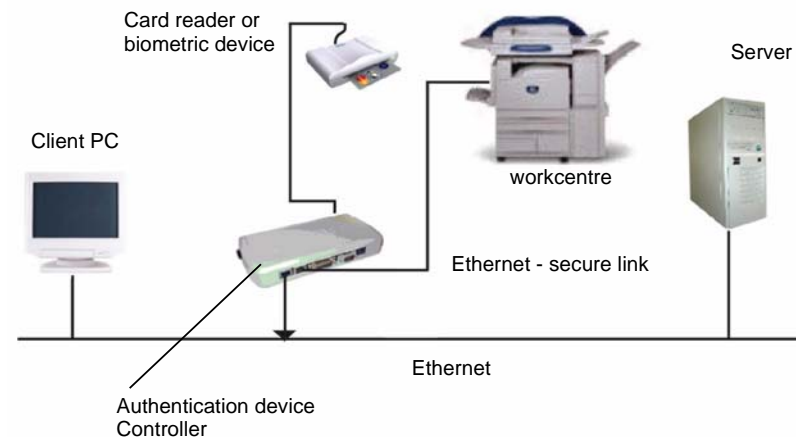 Card reader or
biometric device
Server
Client PC
workcentre
Ethernet - secure link
Ethernet
Authentication device
Controller